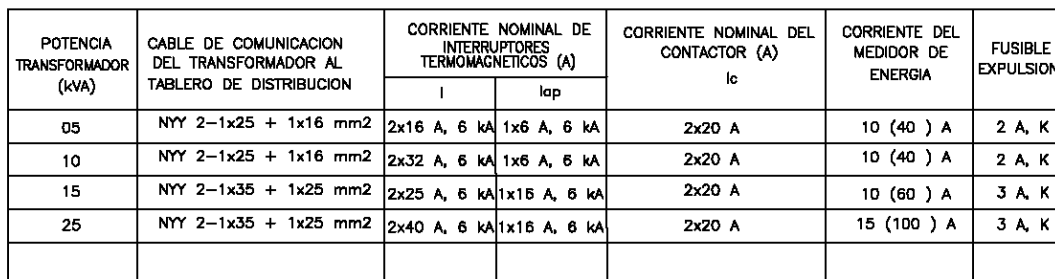 POTENCIA
TRANSFORMADOR
(kVA)
CABLE DE COMUNICACION
DEL TRANSFORMADOR AL
TABLERO DE DISTRIBUCION
CORRIENTE NOMINAL DE
INTERRUPTORES
TERMOMAGNETICOS (A)
I
Iap
CORRIENTE NOMINAL DEL
CONTACTOR (A)
Ic
CORRIENTE DEL
MEDIDOR DE
ENERGIA
FUSIBLE
EXPULSION
05 NYY 2-1x25 + 1x16 mm2 2x16 A, 6 kA 1x6 A, 6 kA 2x20 A 10 (40 ) A 2 A, K
10 NYY 2-1x25 + 1x16 mm2 2x32 A, 6 kA 1x6 A, 6 kA 2x20 A 10 (40 ) A 2 A, K
15 NYY 2-1x35 + 1x25 mm2 2x25 A, 6 kA 1x16 A, 6 kA 2x20 A 10 (60 ) A 3 A, K
25 NYY 2-1x35 + 1x25 mm2 2x40 A, 6 kA 1x16 A, 6 kA 2x20 A 15 (100 ) A 3 A, K